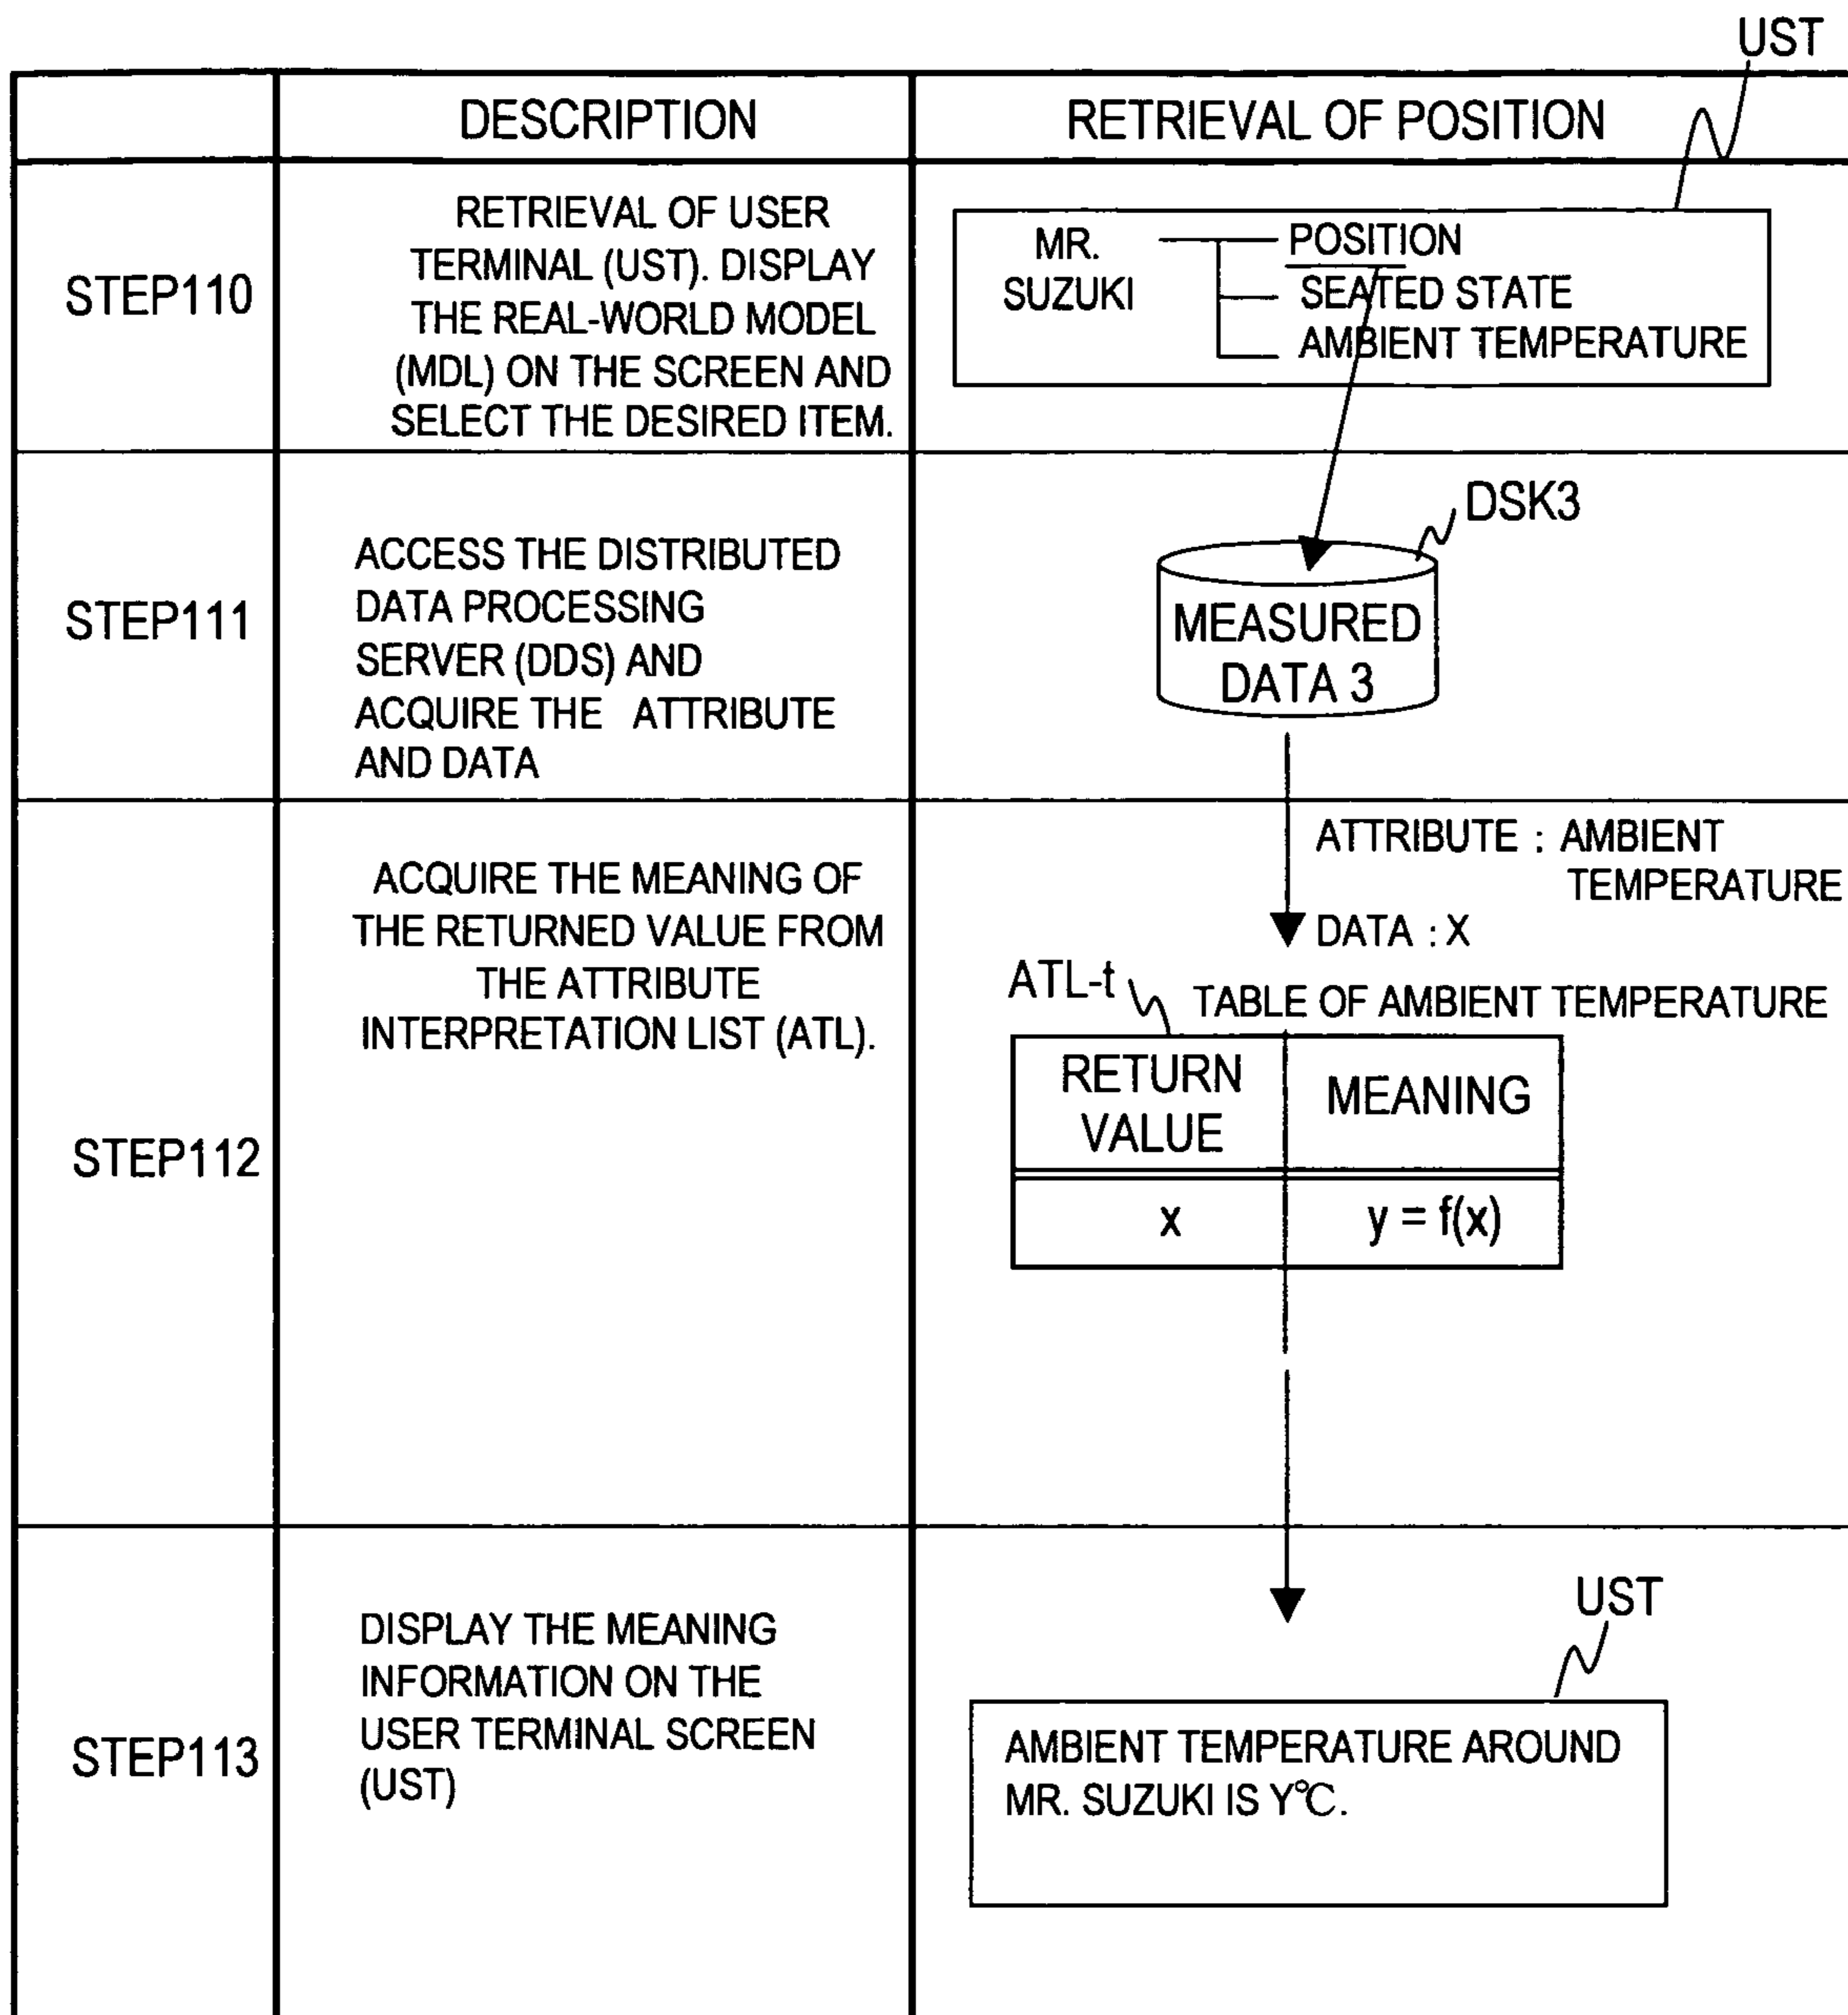 UST
DESCRIPTION
RETRIEVAL OF POSITION
STEP110
RETRIEVAL OF USER
TERMINAL (UST). DISPLAY
THE REAL-WORLD MODEL
(MDL) ON THE SCREEN AND
SELECT THE DESIRED ITEM.
MR.
SUZUKI
POSITION
SEATED STATE
AMBIENT TEMPERATURE
STEP111
ACCESS THE DISTRIBUTED
DATA PROCESSING
SERVER (DDS) AND
ACQUIRE THE ATTRIBUTE
AND DATA
DSK3
MEASURED
DATA 3
STEP112
ACQUIRE THE MEANING OF
THE RETURNED VALUE FROM
THE ATTRIBUTE
INTERPRETATION LIST (ATL).
ATTRIBUTE : AMBIENT
TEMPERATURE
DATA : X
ATL-t
TABLE OF AMBIENT TEMPERATURE
RETURN
VALUE
MEANING
x
y = f(x)
STEP113
DISPLAY THE MEANING
INFORMATION ON THE
USER TERMINAL SCREEN
(UST)
UST
AMBIENT TEMPERATURE AROUND
MR. SUZUKI IS Y℃.